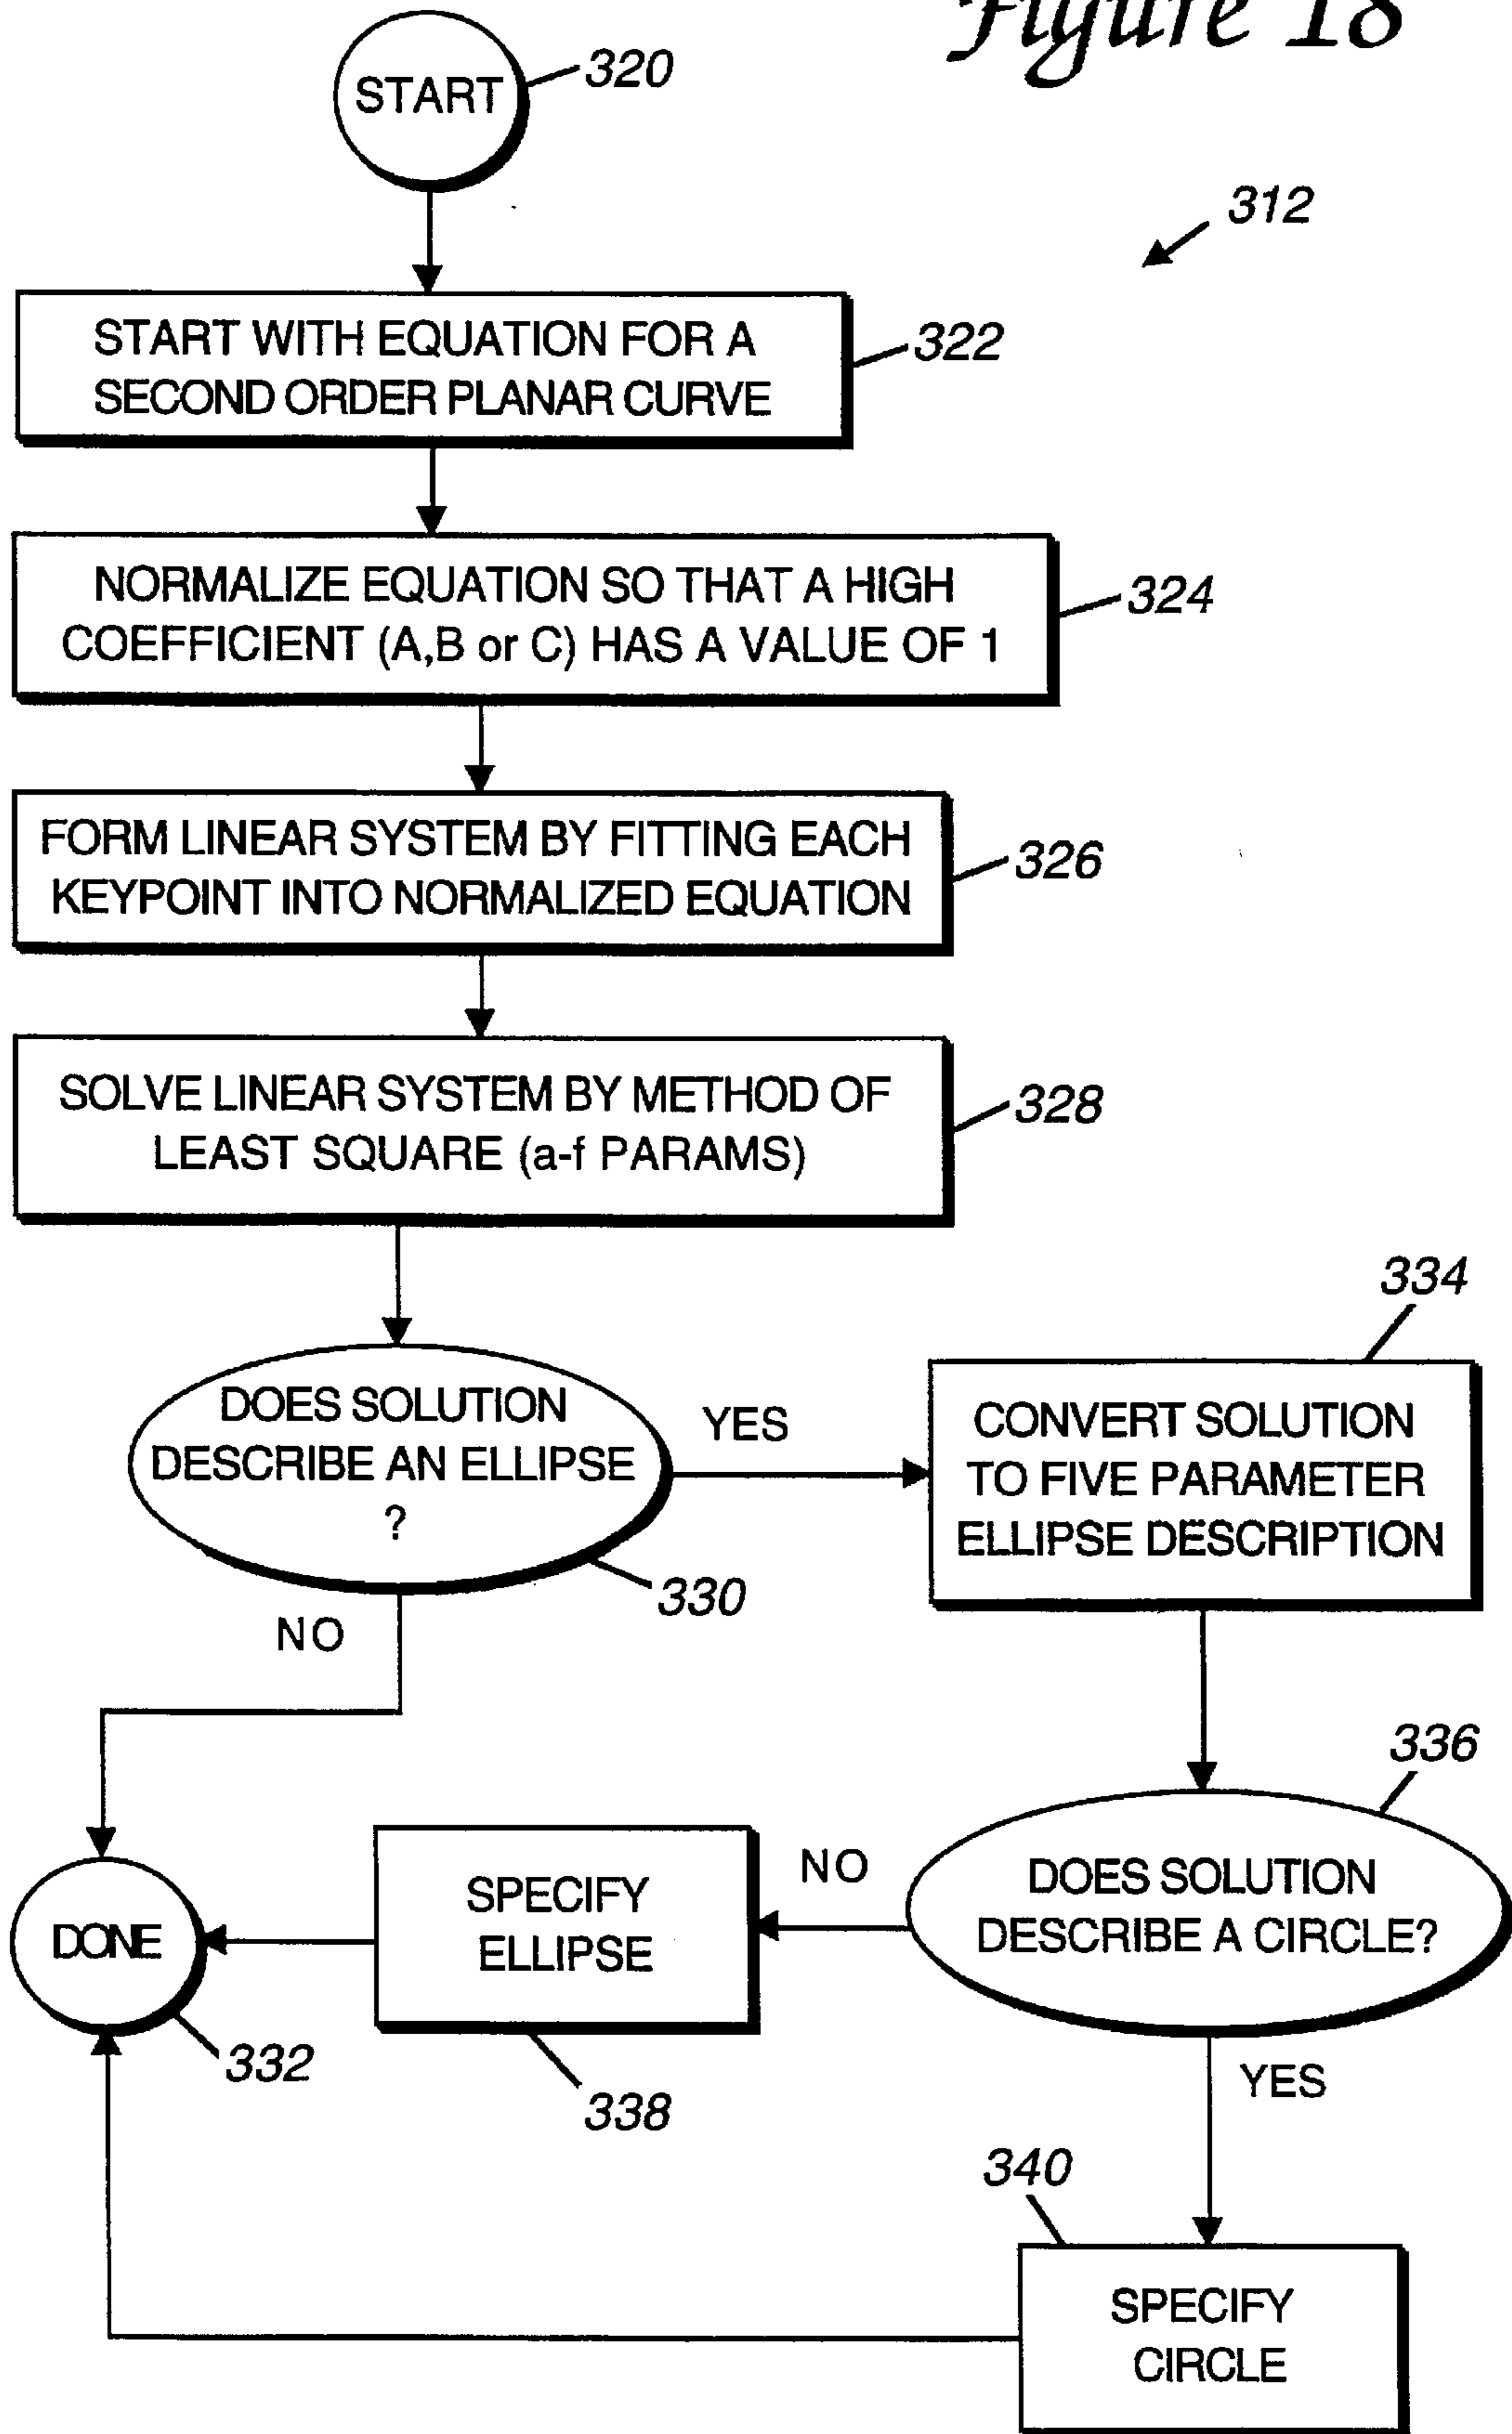 Figure 18
START
320
312
START WITH EQUATION FOR A
SECOND ORDER PLANAR CURVE
322
NORMALIZE EQUATION SO THAT A HIGH
COEFFICIENT (A,B or C) HAS A VALUE OF 1
324
FORM LINEAR SYSTEM BY FITTING EACH
KEYPOINT INTO NORMALIZED EQUATION
326
SOLVE LINEAR SYSTEM BY METHOD OF
LEAST SQUARE (a-f PARAMS)
328
DOES SOLUTION
DESCRIBE AN ELLIPSE
?
330
YES
NO
334
CONVERT SOLUTION
TO FIVE PARAMETER
ELLIPSE DESCRIPTION
336
DOES SOLUTION
DESCRIBE A CIRCLE?
NO
SPECIFY
ELLIPSE
338
DONE
332
YES
340
SPECIFY
CIRCLE